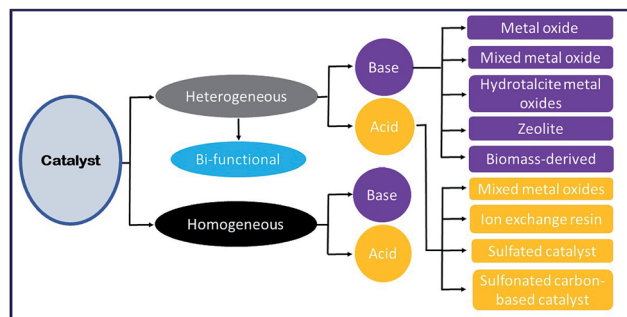 Catalyst
Heterogeneous
Bi-functional
Homogeneous
Base
Acid
Base
Acid
Metal oxide
Mixed metal oxide
Hydrotalcite metal
oxides
Zeolite
Biomass-derived
Mixed metal oxides
Ion exchange resin
Sulfated catalyst
Sulfonated carbon-
based catalyst